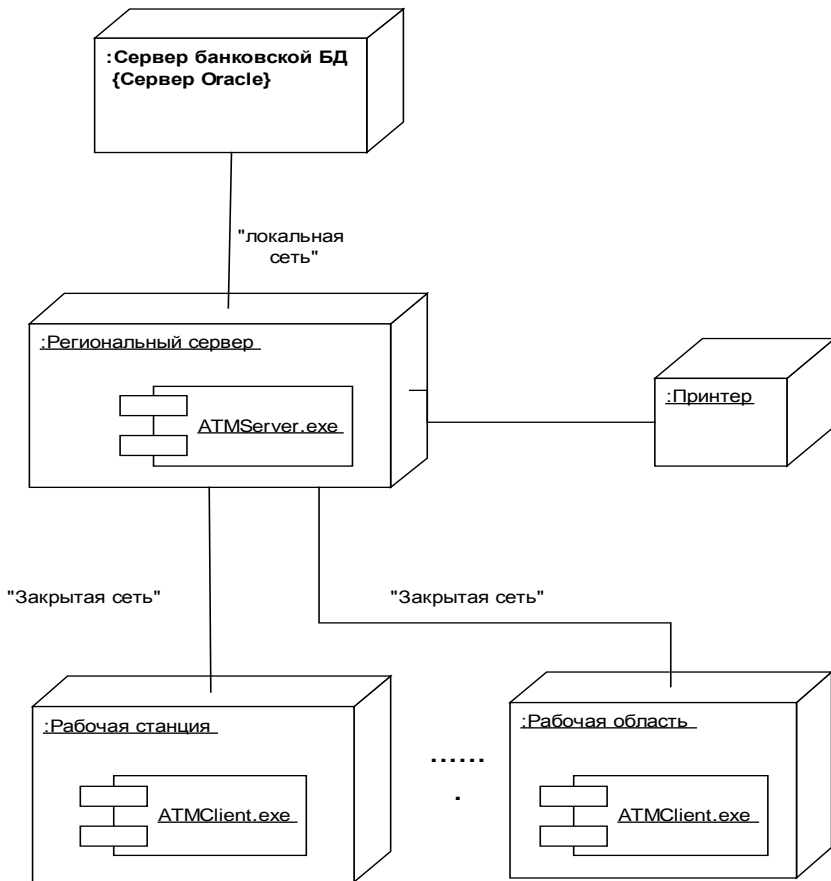 :Сервер банковской БД
{Сервер Oracle}
"локальная
сеть"
:Региональный сервер
ATMServer.exe
:Принтер
"Закрытая сеть"
"Закрытая сеть"
:Рабочая станция
ATMClient.exe
......
.
:Рабочая область
ATMClient.exe